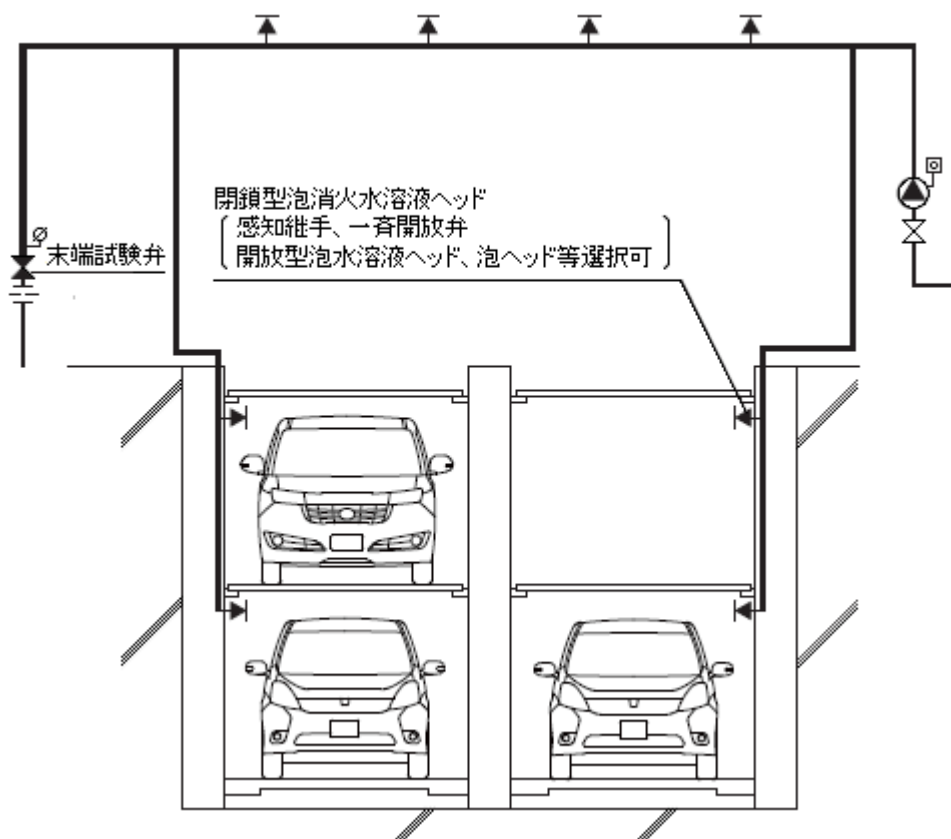 閉鎖型泡消火水溶液ヘッド
感知継手、一斉開放弁
開放型泡水溶液ヘッド、泡ヘッド等選択可
末端試験弁